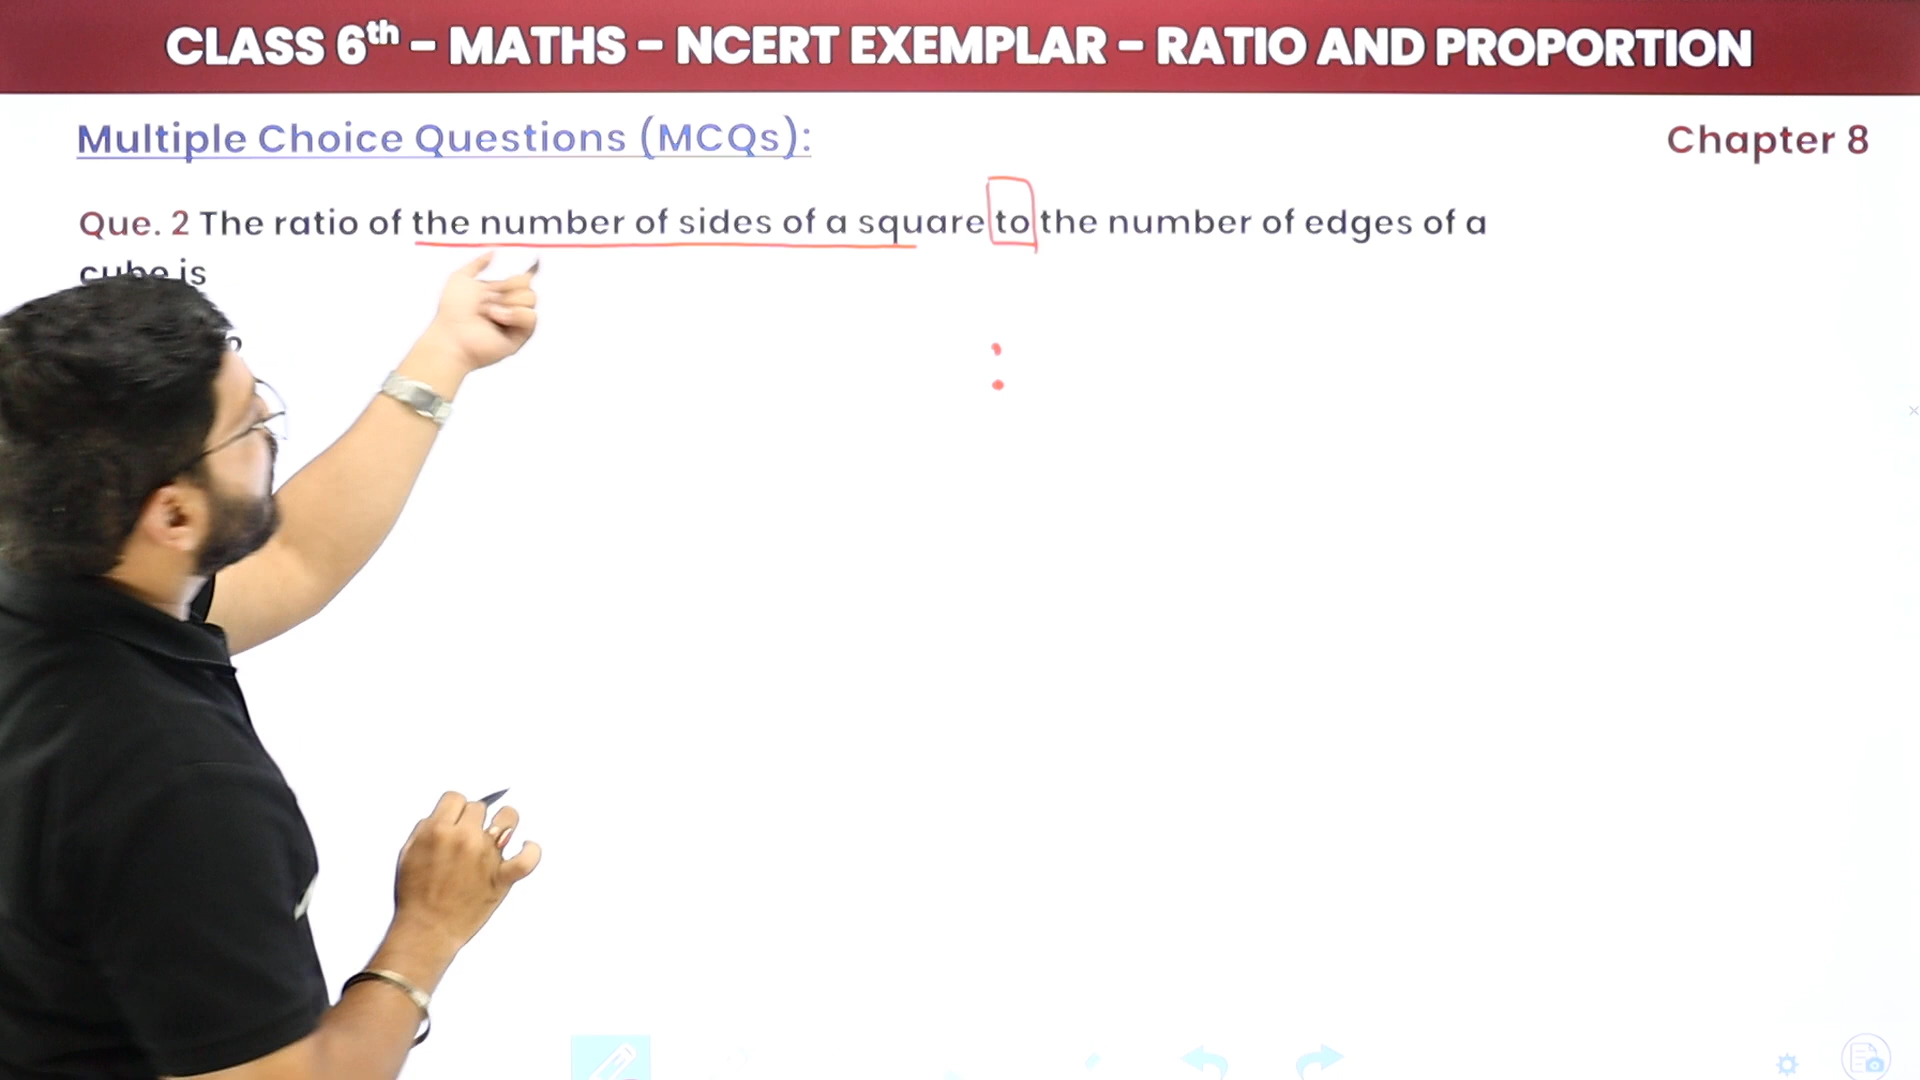 CLASS 6th – MATHS – NCERT EXEMPLAR – RATIO AND PROPORTION
Multiple Choice Questions (MCQs):
Chapter 8
Que. 2 The ratio of the number of sides of a square to the number of edges of a
cube is
: